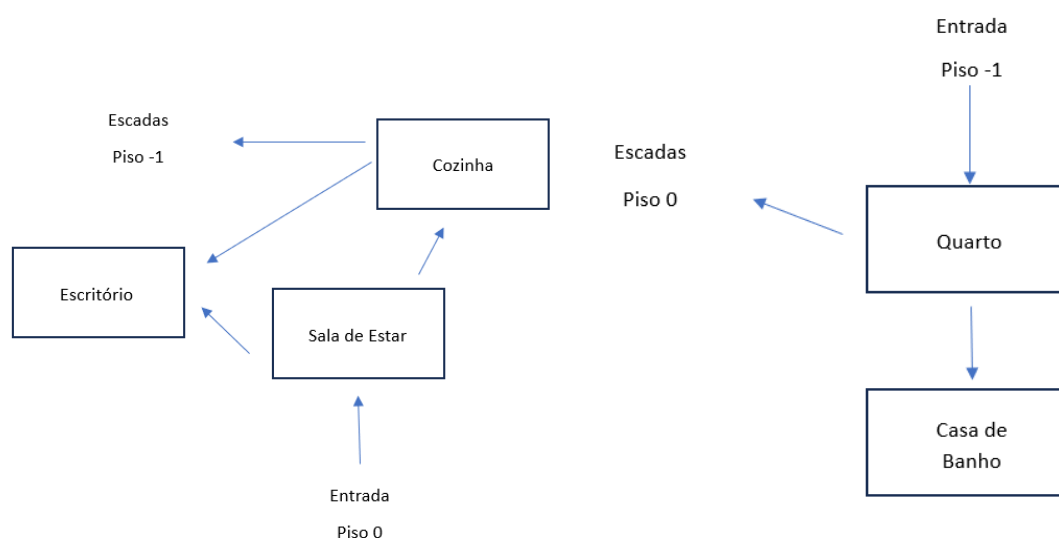 Escadas
Piso -1
Cozinha
Escritório
Sala de Estar
Entrada
Piso 0
Entrada
Piso -1
Escadas
Piso 0
Quarto
Casa de
Banho